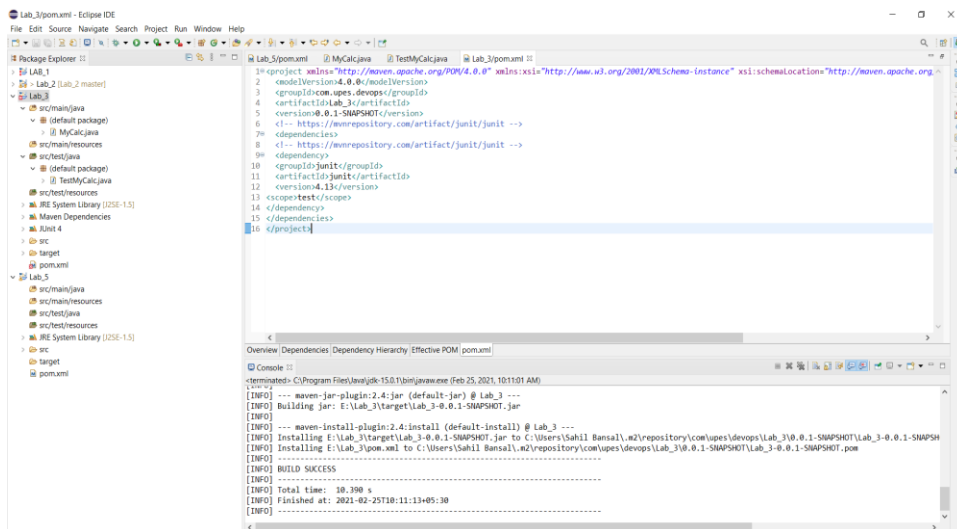 Lab_3/pom.xml - Eclipse IDE
File Edit Source Navigate Search Project Run Window Help
Package Explorer
LAB_1
> Lab_2 [Lab_2 master]
Lab_3
src/main/java
(default package)
MyCalc.java
src/main/resources
src/test/java
(default package)
TestMyCalc.java
src/test/resources
JRE System Library [J2SE-1.5]
Maven Dependencies
JUnit 4
src
target
pom.xml
Lab_5
src/main/java
src/main/resources
src/test/java
src/test/resources
JRE System Library [J2SE-1.5]
src
target
pom.xml
Lab_5/pom.xml MyCalc.java TestMyCalc.java Lab_3/pom.xml
1 <project xmlns="http://maven.apache.org/POM/4.0.0" xmlns:xsi="http://www.w3.org/2001/XMLSchema-instance" xsi:schemaLocation="http://maven.apache.org
2 <modelVersion>4.0.0</modelVersion>
3 <groupId>com.upes.devops</groupId>
4 <artifactId>Lab_3</artifactId>
5 <version>0.0.1-SNAPSHOT</version>
6 <!-- https://mvnrepository.com/artifact/junit/junit -->
7 <dependencies>
8 <!-- https://mvnrepository.com/artifact/junit/junit -->
9 <dependency>
10 <groupId>junit</groupId>
11 <artifactId>junit</artifactId>
12 <version>4.13</version>
13 <scope>test</scope>
14 </dependency>
15 </dependencies>
16 </project>
Overview Dependencies Dependency Hierarchy Effective POM pom.xml
Console
<terminated> C:\Program Files\Java\jdk-15.0.1\bin\javaw.exe (Feb 25, 2021, 10:11:01 AM)
[INFO] --- maven-jar-plugin:2.4:jar (default-jar) @ Lab_3 ---
[INFO] Building jar: E:\Lab_3\target\Lab_3-0.0.1-SNAPSHOT.jar
[INFO]
[INFO] --- maven-install-plugin:2.4:install (default-install) @ Lab_3 ---
[INFO] Installing E:\Lab_3\target\Lab_3-0.0.1-SNAPSHOT.jar to C:\Users\Sahil Bansal\.m2\repository\com\upes\devops\Lab_3\0.0.1-SNAPSHOT\Lab_3-0.0.1-SNAPSH
[INFO] Installing E:\Lab_3\pom.xml to C:\Users\Sahil Bansal\.m2\repository\com\upes\devops\Lab_3\0.0.1-SNAPSHOT\Lab_3-0.0.1-SNAPSHOT.pom
[INFO] ------------------------------------------------------------------------
[INFO] BUILD SUCCESS
[INFO] ------------------------------------------------------------------------
[INFO] Total time: 10.390 s
[INFO] Finished at: 2021-02-25T10:11:13+05:30
[INFO] ------------------------------------------------------------------------